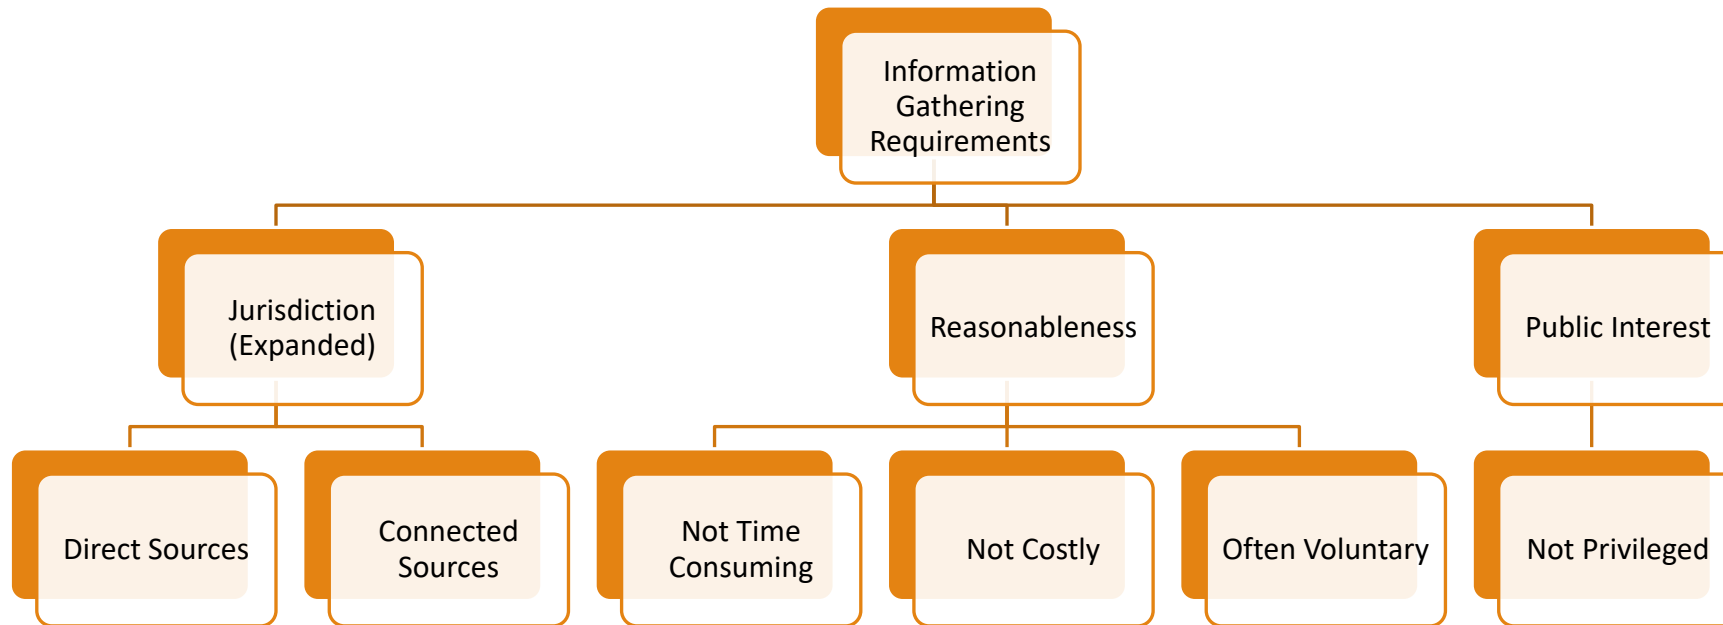 Information
Gathering
Requirements
Jurisdiction
(Expanded)
Reasonableness
Public Interest
Direct Sources
Connected
Sources
Not Time
Consuming
Not Costly
Often Voluntary
Not Privileged